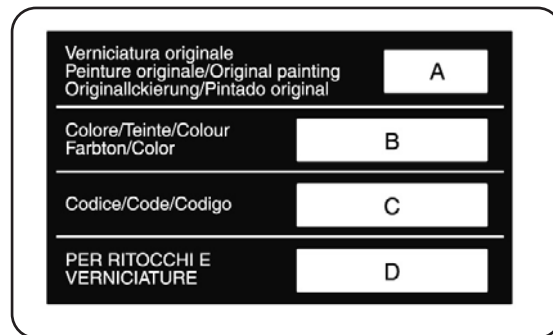 Verniciatura originale
Peinture originale/Original painting
Originallckierung/Pintado original
A
Colore/Teinte/Colour
Farbton/Color
B
Codice/Code/Codigo
C
PER RITOCCHI E
VERNICIATURE
D